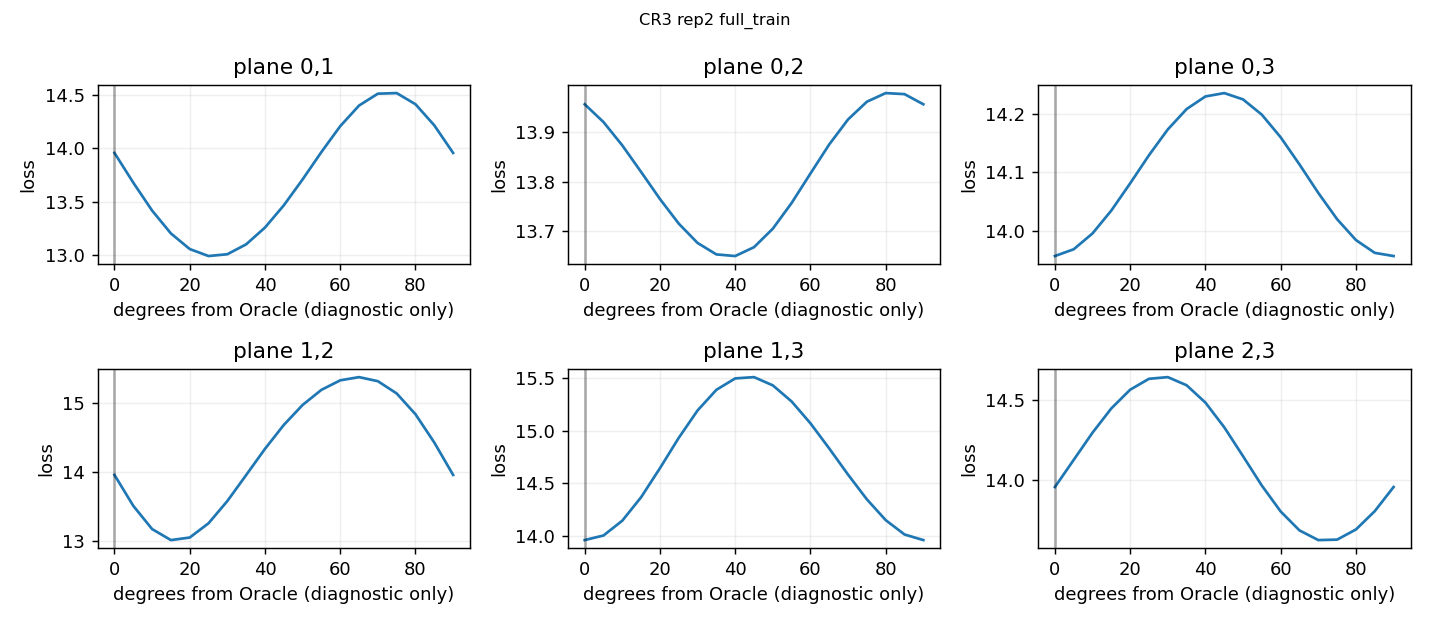 CR3 rep2 full_train
plane 0,1
plane 0,2
plane 0,3
14.5
14.0
13.5
13.0
loss
0 20 40 60 80
degrees from Oracle (diagnostic only)
13.9
13.8
13.7
loss
0 20 40 60 80
degrees from Oracle (diagnostic only)
14.2
14.1
14.0
loss
0 20 40 60 80
degrees from Oracle (diagnostic only)
plane 1,2
plane 1,3
plane 2,3
15
14
13
loss
0 20 40 60 80
degrees from Oracle (diagnostic only)
15.5
15.0
14.5
14.0
loss
0 20 40 60 80
degrees from Oracle (diagnostic only)
14.5
14.0
loss
0 20 40 60 80
degrees from Oracle (diagnostic only)